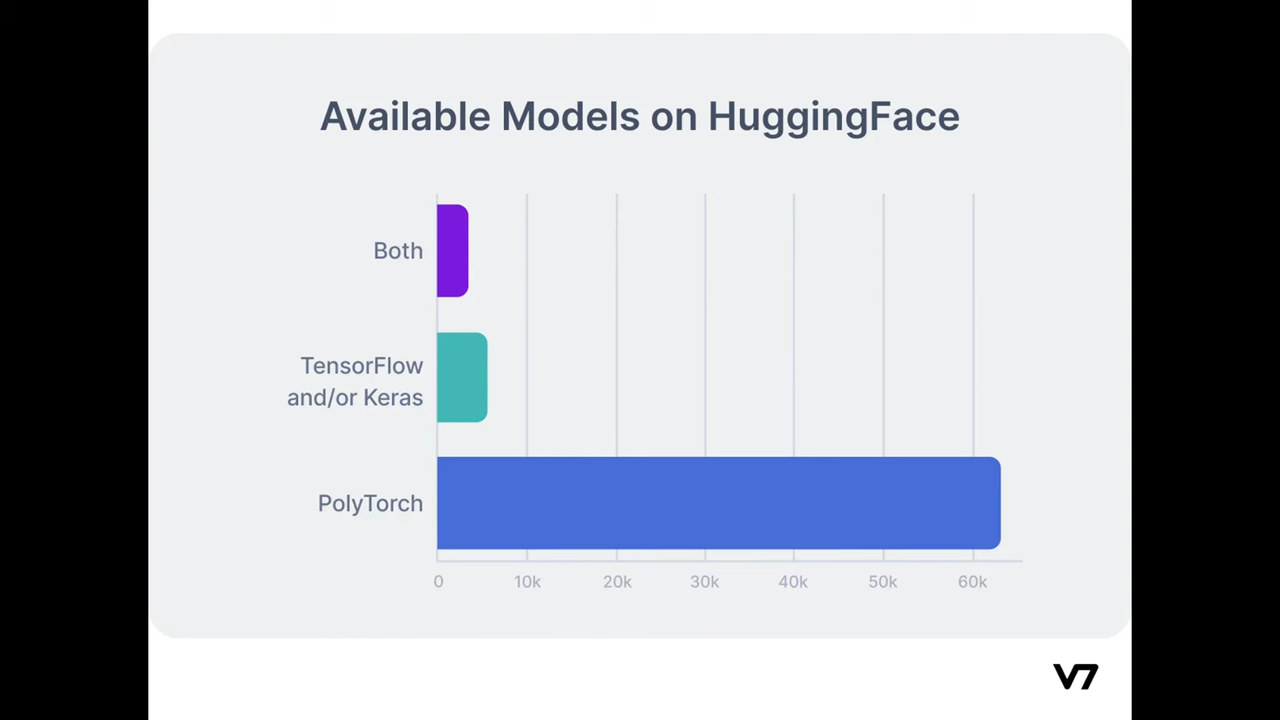 Available Models on HuggingFace
Both
TensorFlow
and/or Keras
PolyTorch
0 10k 20k 30k 40k 50k 60k
V7